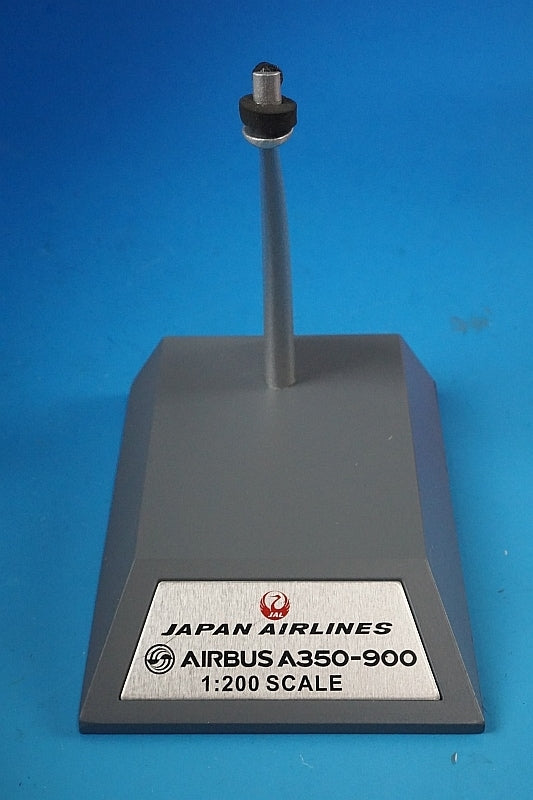 JAL
JAPAN AIRLINES
AIRBUS A350-900
1:200 SCALE